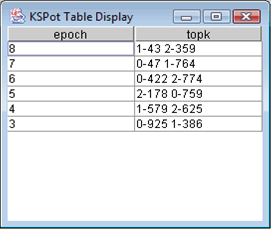 KSPot Table Display
epoch topk
8 1-43 2-359
7 0-47 1-764
6 0-422 2-774
5 2-178 0-759
4 1-579 2-625
3 0-925 1-386